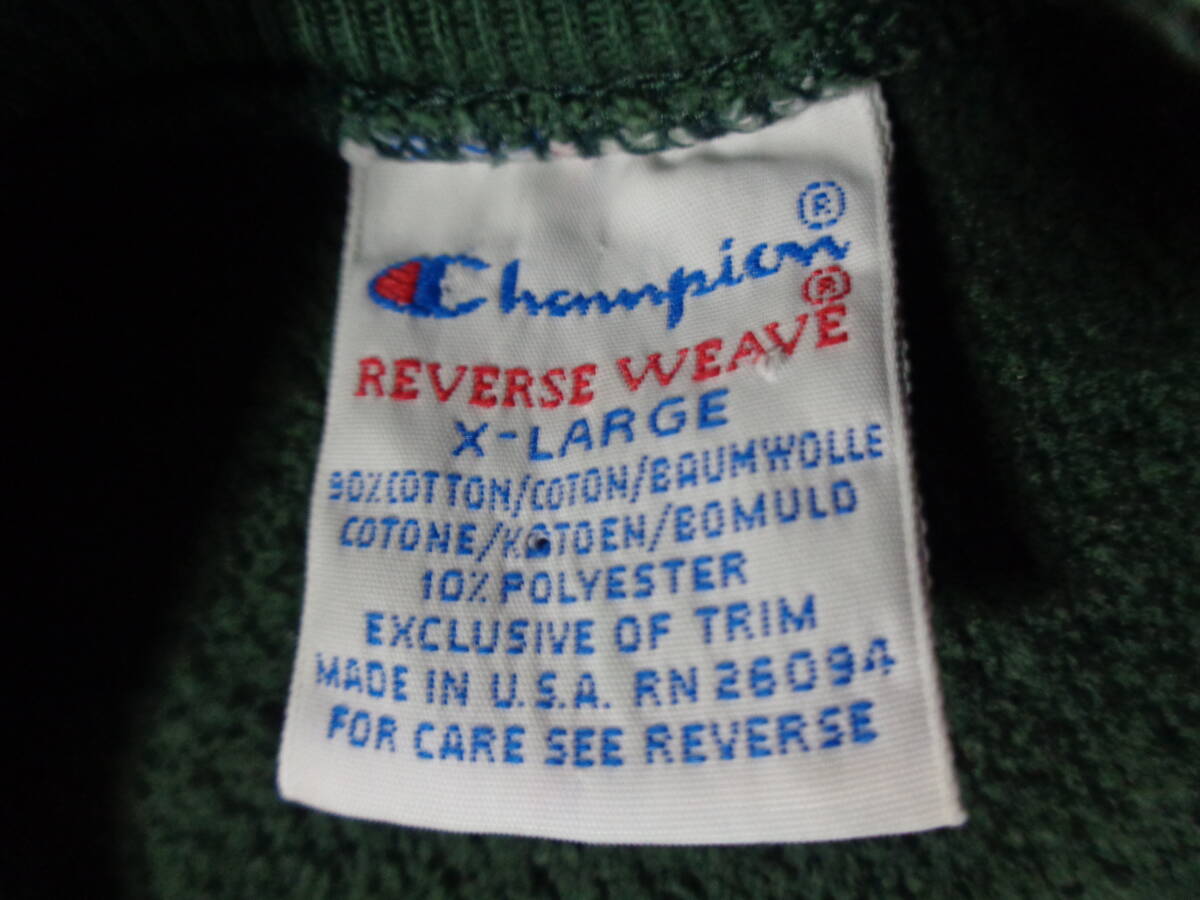 Champion®
REVERSE WEAVE®
X-LARGE
90% COTTON/COTON/BAUMWOLLE
COTONE/KATOEN/BOMULD
10% POLYESTER
EXCLUSIVE OF TRIM
MADE IN U.S.A. RN 26094
FOR CARE SEE REVERSE